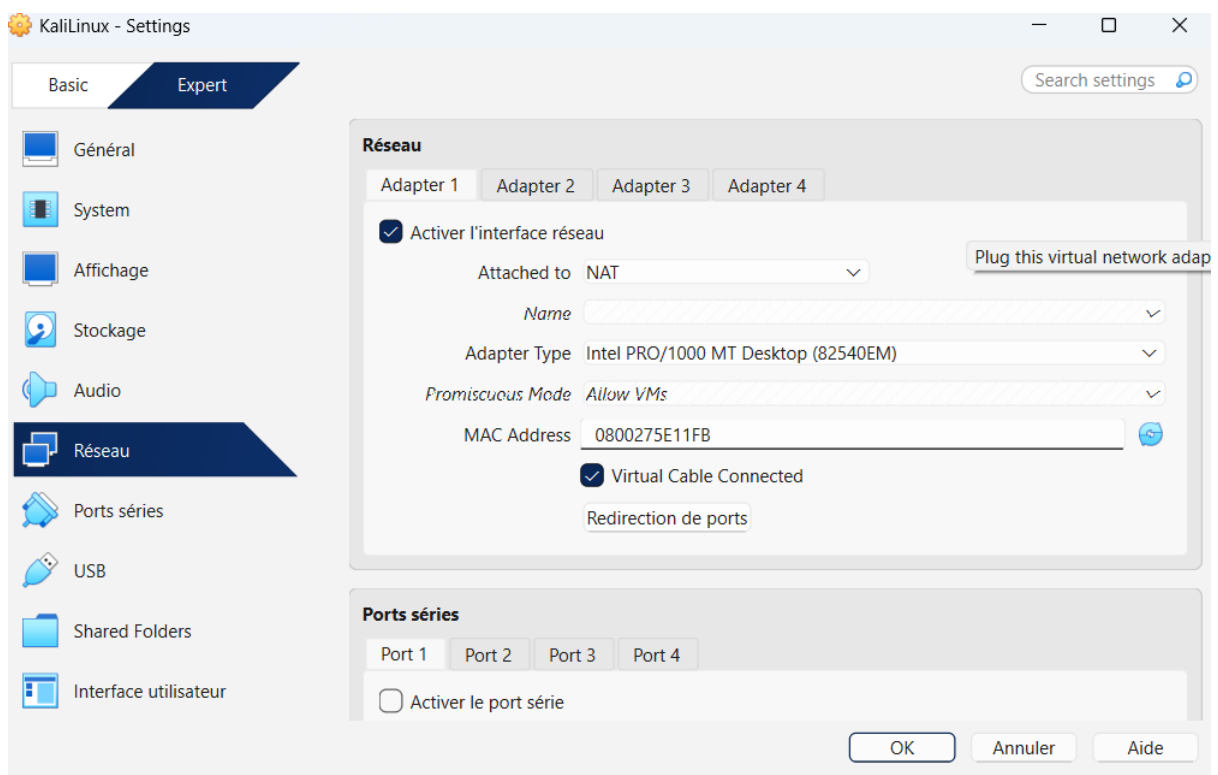 KaliLinux - Settings
Basic
Expert
Search settings
Général
System
Affichage
Stockage
Audio
Réseau
Ports séries
USB
Shared Folders
Interface utilisateur
Réseau
Adapter 1
Adapter 2
Adapter 3
Adapter 4
Activer l'interface réseau
Plug this virtual network adap
Attached to NAT
Name
Adapter Type Intel PRO/1000 MT Desktop (82540EM)
Promiscuous Mode Allow VMs
MAC Address 0800275E11FB
Virtual Cable Connected
Redirection de ports
Ports séries
Port 1
Port 2
Port 3
Port 4
Activer le port série
OK
Annuler
Aide